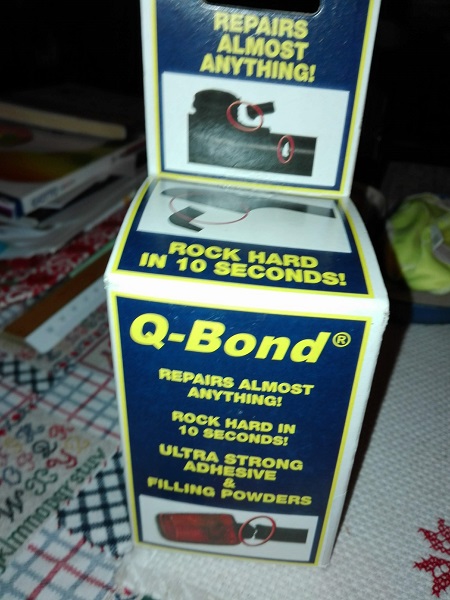 REPAIRS
ALMOST
ANYTHING!
ROCK HARD
IN 10 SECONDS!
Q-Bond®
REPAIRS ALMOST
ANYTHING!
ROCK HARD IN
10 SECONDS!
ULTRA STRONG
ADHESIVE
&
FILLING POWDERS